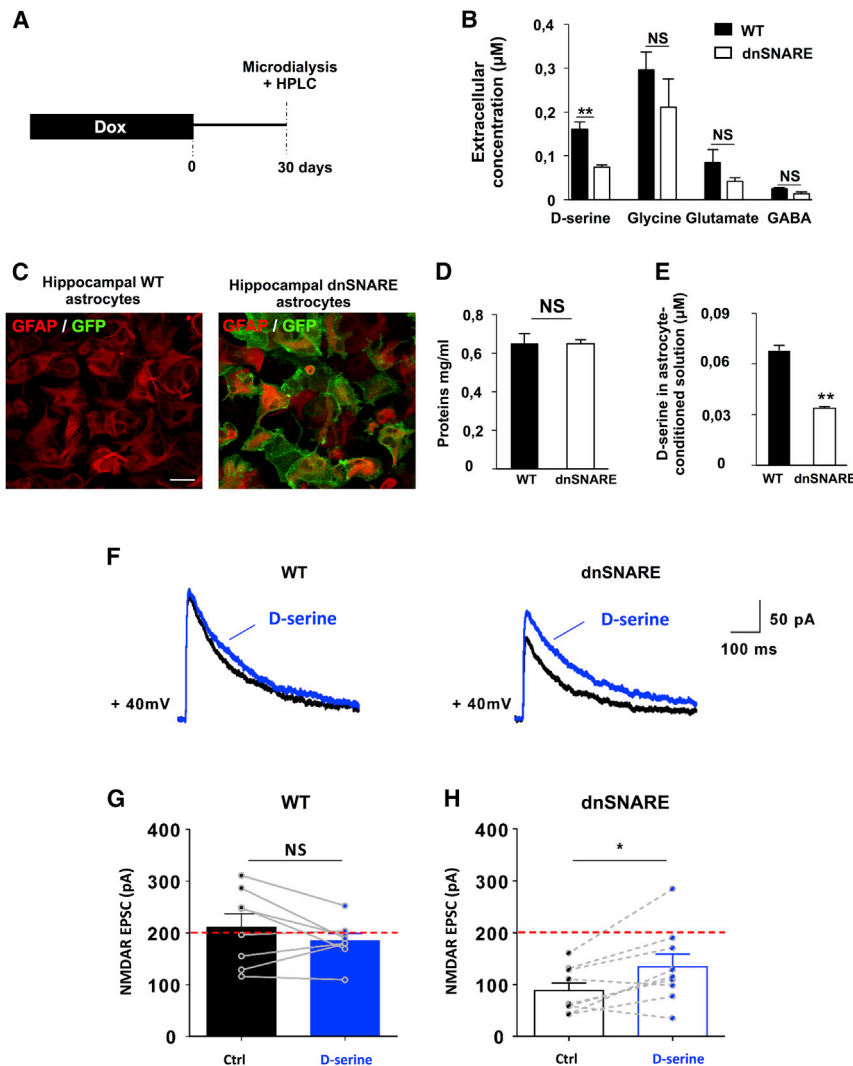 A
Microdialysis
+ HPLC
Dox
0
30 days
B
Extracellular
concentration (µM)
0,4
0,3
0,2
0,1
0
WT
dnSNARE
**
NS
NS
NS
D-serine Glycine Glutamate GABA
C
Hippocampal WT
astrocytes
GFAP / GFP
Hippocampal dnSNARE
astrocytes
GFAP / GFP
D
Proteins mg/ml
0,8
0,6
0,4
0,2
0
NS
WT dnSNARE
E
D-serine in astrocyte-
conditioned solution (µM)
0,09
0,06
0,03
0
**
WT dnSNARE
F
WT
D-serine
+ 40mV
dnSNARE
D-serine
+ 40mV
50 pA
100 ms
G
WT
NMDAR EPSC (pA)
400
300
200
100
0
NS
Ctrl D-serine
H
dnSNARE
NMDAR EPSC (pA)
400
300
200
100
0
*
Ctrl D-serine